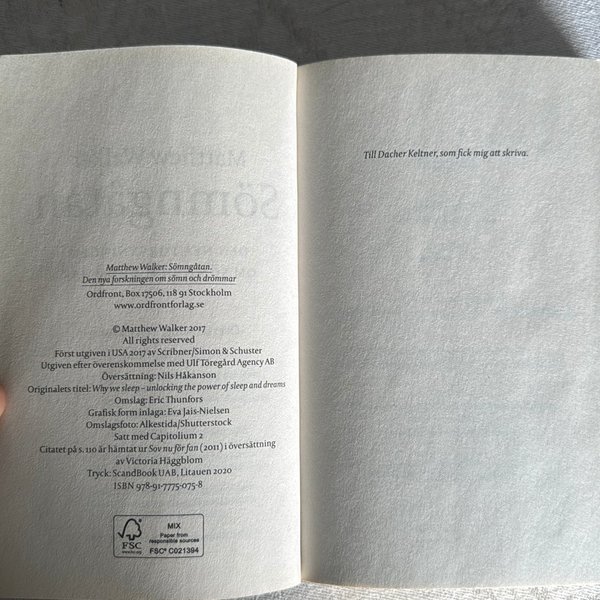 Matthew Walker: Sömngåtan.
Den nya forskningen om sömn och drömmar
Ordfront, Box 17506, 118 91 Stockholm
www.ordfrontforlag.se
© Matthew Walker 2017
All rights reserved
Först utgiven i USA 2017 av Scribner/Simon & Schuster
Utgiven efter överenskommelse med Ulf Töregård Agency AB
Översättning: Nils Håkanson
Originalets titel: Why we sleep – unlocking the power of sleep and dreams
Omslag: Eric Thunfors
Grafisk form inlaga: Eva Jais-Nielsen
Omslagsfoto: Alkestida/Shutterstock
Satt med Capitolium 2
Citatet på s. 110 är hämtat ur Sov nu för fan (2011) i översättning
av Victoria Häggblom
Tryck: ScandBook UAB, Litauen 2020
ISBN 978-91-7775-075-8
FSC
www.fsc.org
MIX
Paper from
responsible sources
FSC® C021394
Till Dacher Keltner, som fick mig att skriva.